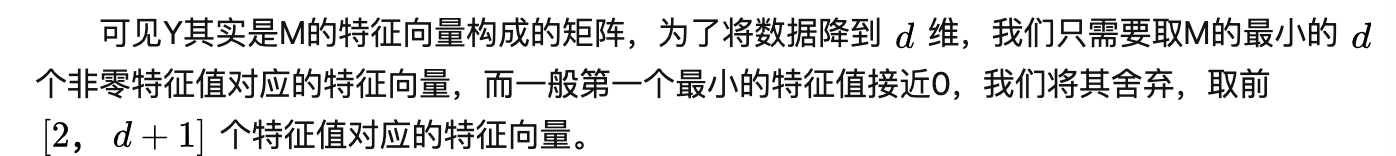 可见Y其实是M的特征向量构成的矩阵，为了将数据降到 d 维，我们只需要取M的最小的 d
个非零特征值对应的特征向量，而一般第一个最小的特征值接近0，我们将其舍弃，取前
[2， d + 1] 个特征值对应的特征向量。